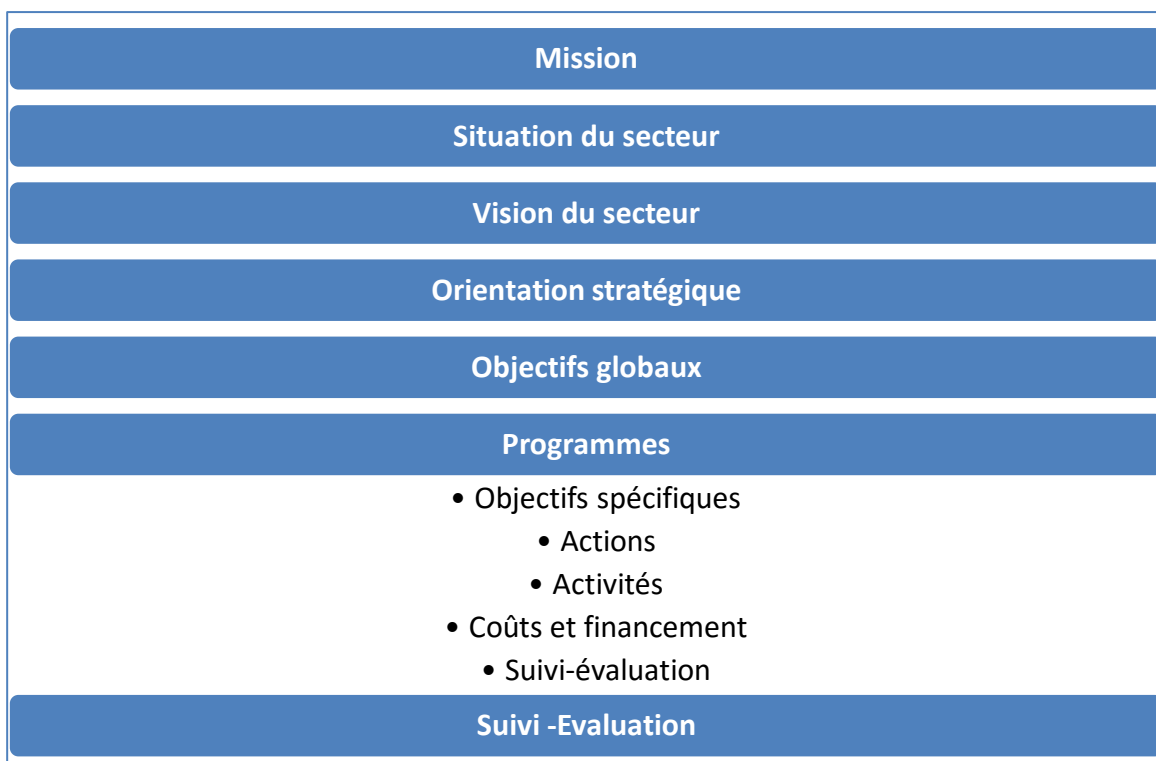 Mission
Situation du secteur
Vision du secteur
Orientation stratégique
Objectifs globaux
Programmes
• Objectifs spécifiques
• Actions
• Activités
• Coûts et financement
• Suivi-évaluation
Suivi -Evaluation